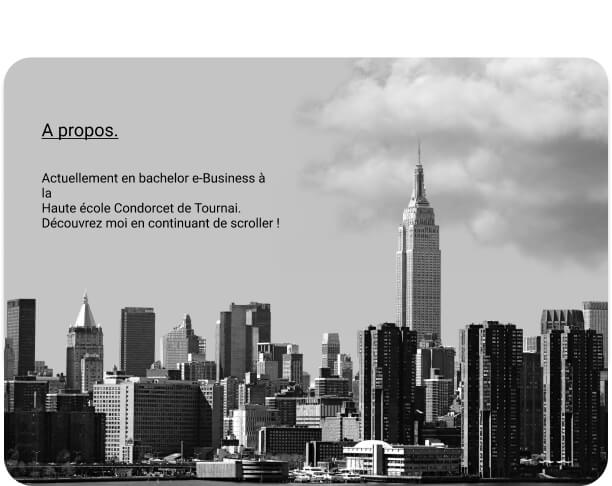 A propos.
Actuellement en bachelor e-Business à
la
Haute école Condorcet de Tournai.
Découvrez moi en continuant de scroller !